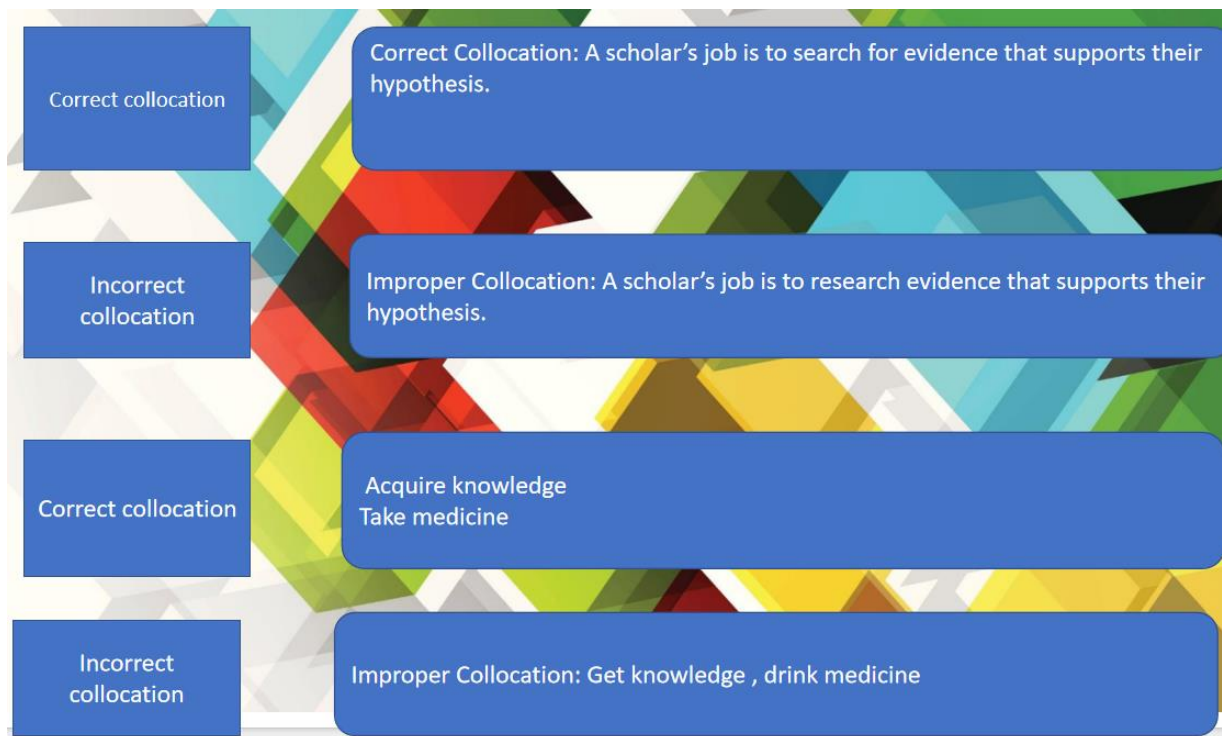 Correct collocation
Correct Collocation: A scholar’s job is to search for evidence that supports their
hypothesis.
Incorrect
collocation
Improper Collocation: A scholar’s job is to research evidence that supports their
hypothesis.
Correct collocation
Acquire knowledge
Take medicine
Incorrect
collocation
Improper Collocation: Get knowledge , drink medicine